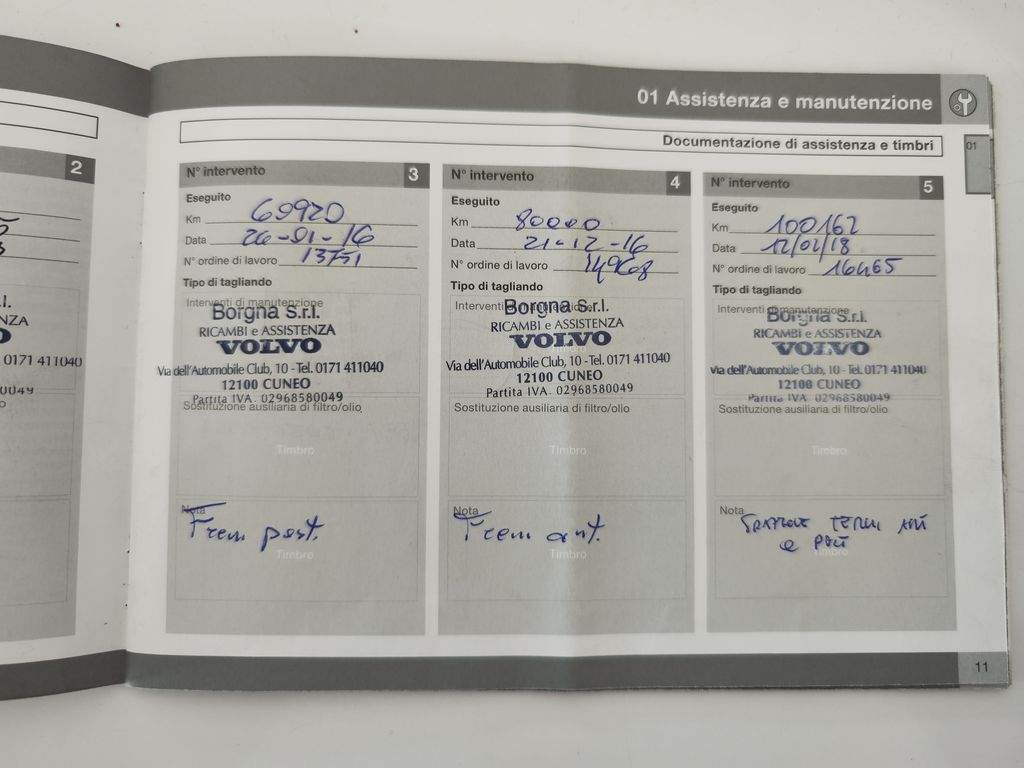 01 Assistenza e manutenzione
Documentazione di assistenza e timbri
01
2
0171 411040
N° intervento 3
Eseguito
Km 69920
Data 26-01-16
N° ordine di lavoro 13751
Tipo di tagliando
Interventi di manutenzione
Borgna S.r.l.
RICAMBI e ASSISTENZA
VOLVO
Via dell'Automobile Club, 10 - Tel. 0171 411040
12100 CUNEO
Partita IVA. 02968580049
Sostituzione ausiliaria di filtro/olio
Timbro
Nota
Freni post.
Timbro
N° intervento 4
Eseguito
Km 80000
Data 21-12-16
N° ordine di lavoro 14968
Tipo di tagliando
Interventi di manutenzione
Borgna S.r.l.
RICAMBI e ASSISTENZA
VOLVO
Via dell'Automobile Club, 10 - Tel. 0171 411040
12100 CUNEO
Partita IVA. 02968580049
Sostituzione ausiliaria di filtro/olio
Timbro
Nota
Freni ant.
Timbro
N° intervento 5
Eseguito
Km 100162
Data 12/02/18
N° ordine di lavoro 16465
Tipo di tagliando
Interventi di manutenzione
Borgna S.r.l.
RICAMBI e ASSISTENZA
VOLVO
Via dell'Automobile Club, 10 - Tel. 0171 411040
12100 CUNEO
Partita IVA. 02968580049
Sostituzione ausiliaria di filtro/olio
Timbro
Nota
e
Timbro
11